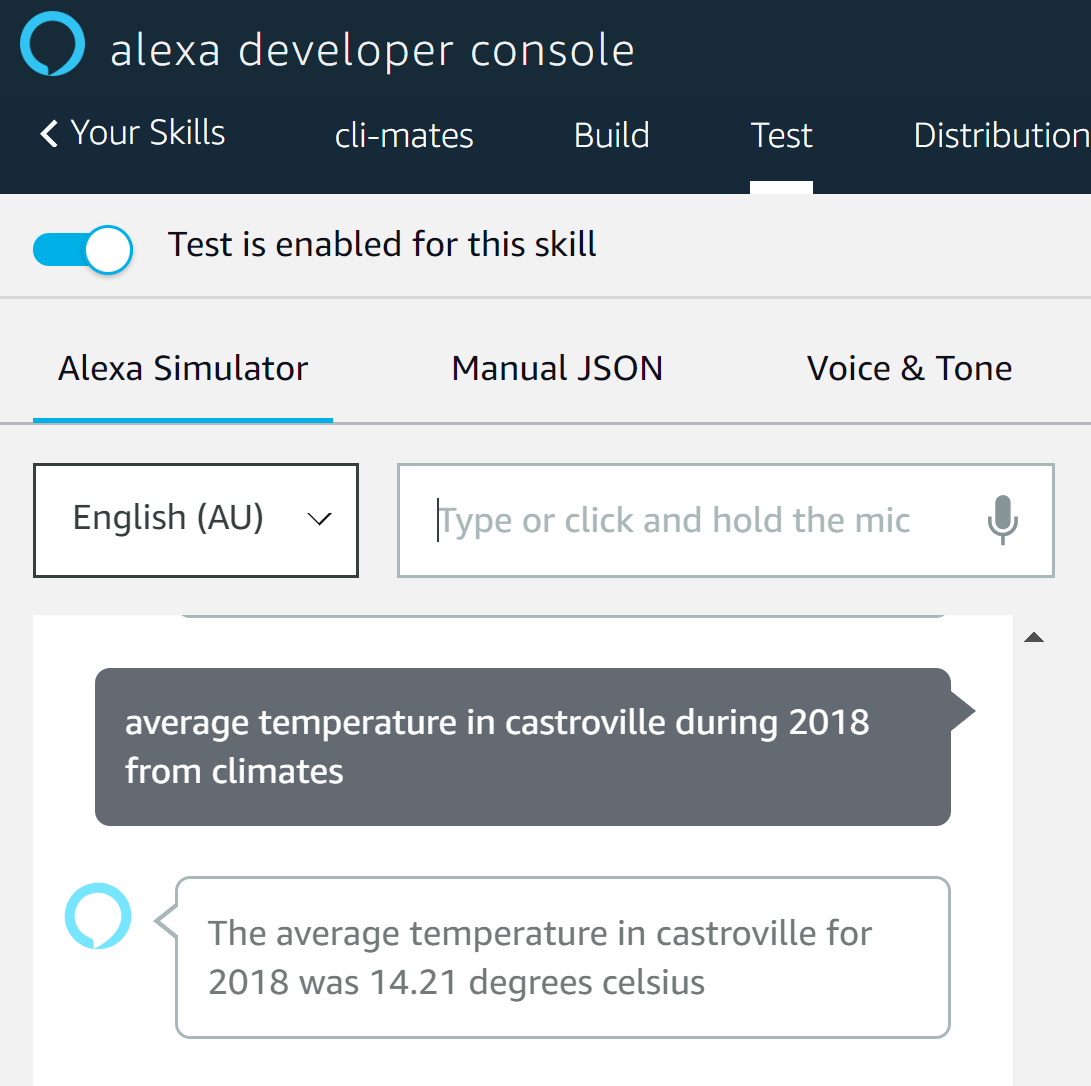 alexa developer console
Your Skills cli-mates Build Test Distribution
Test is enabled for this skill
Alexa Simulator Manual JSON Voice & Tone
English (AU) Type or click and hold the mic
average temperature in castroville during 2018
from climates
The average temperature in castroville for
2018 was 14.21 degrees celsius